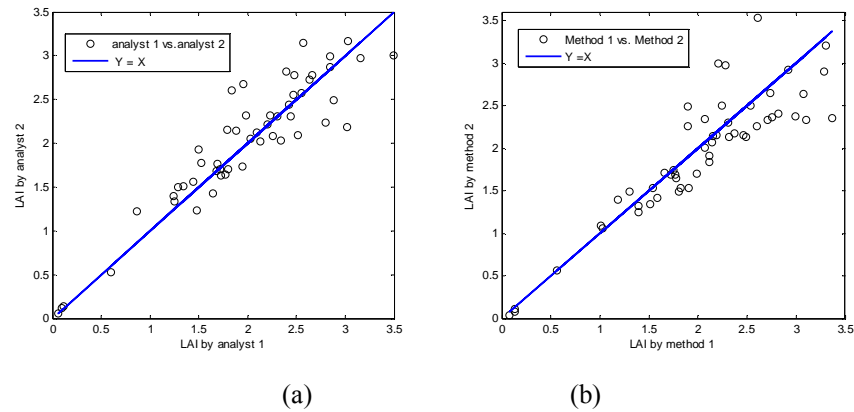 analyst 1 vs.analyst 2
Y = X
3.5
3
2.5
2
1.5
1
0.5
0
LAI by analyst 2
0 0.5 1 1.5 2 2.5 3 3.5
LAI by analyst 1
(a)
Method 1 vs. Method 2
Y =X
3.5
3
2.5
2
1.5
1
0.5
0
LAI by method 2
0 0.5 1 1.5 2 2.5 3 3.5
LAI by method 1
(b)